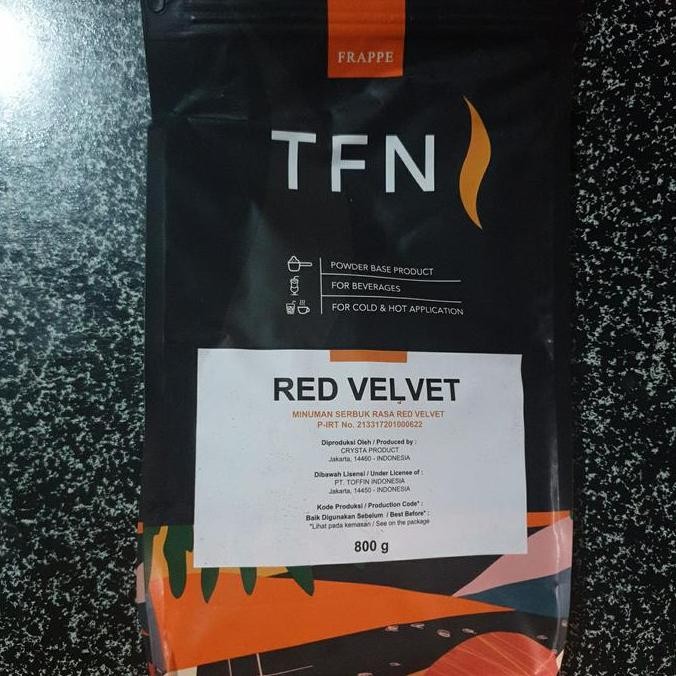 FRAPPE
TFN
POWDER BASE PRODUCT
FOR BEVERAGES
FOR COLD & HOT APPLICATION
RED VELVET
MINUMAN SERBUK RASA RED VELVET
P-IRT No. 213317201000622
Diproduksi Oleh / Produced by :
CRYSTA PRODUCT
Jakarta, 14460 - INDONESIA
Dibawah Lisensi / Under License of :
PT. TOFFIN INDONESIA
Jakarta, 14450 - INDONESIA
Kode Produksi / Production Code* :
Baik Digunakan Sebelum / Best Before* :
*Lihat pada kemasan / See on the package
800 g